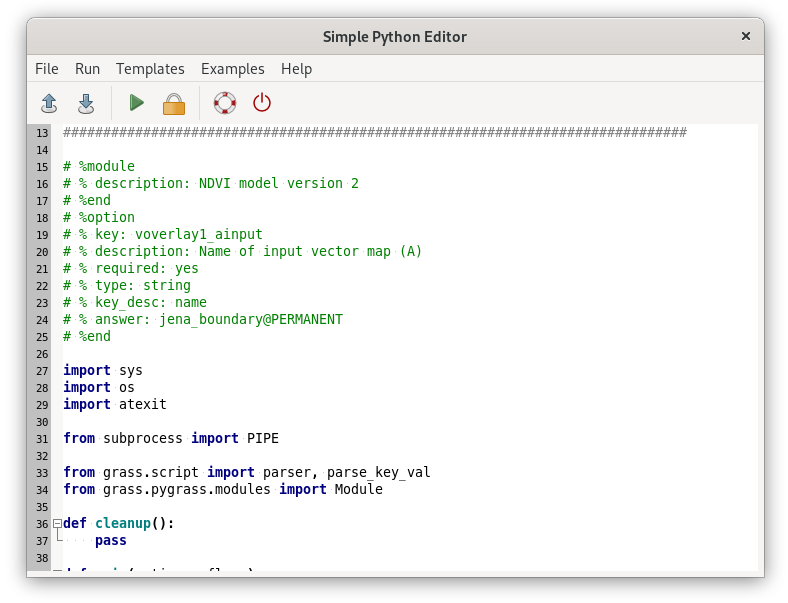 Simple Python Editor
File Run Templates Examples Help
13 ##############################################################################
14
15 # %module
16 # % description: NDVI model version 2
17 # %end
18 # %option
19 # % key: voverlay1_ainput
20 # % description: Name of input vector map (A)
21 # % required: yes
22 # % type: string
23 # % key_desc: name
24 # % answer: jena_boundary@PERMANENT
25 # %end
26
27 import sys
28 import os
29 import atexit
30
31 from subprocess import PIPE
32
33 from grass.script import parser, parse_key_val
34 from grass.pygrass.modules import Module
35
36 def cleanup():
37     pass
38